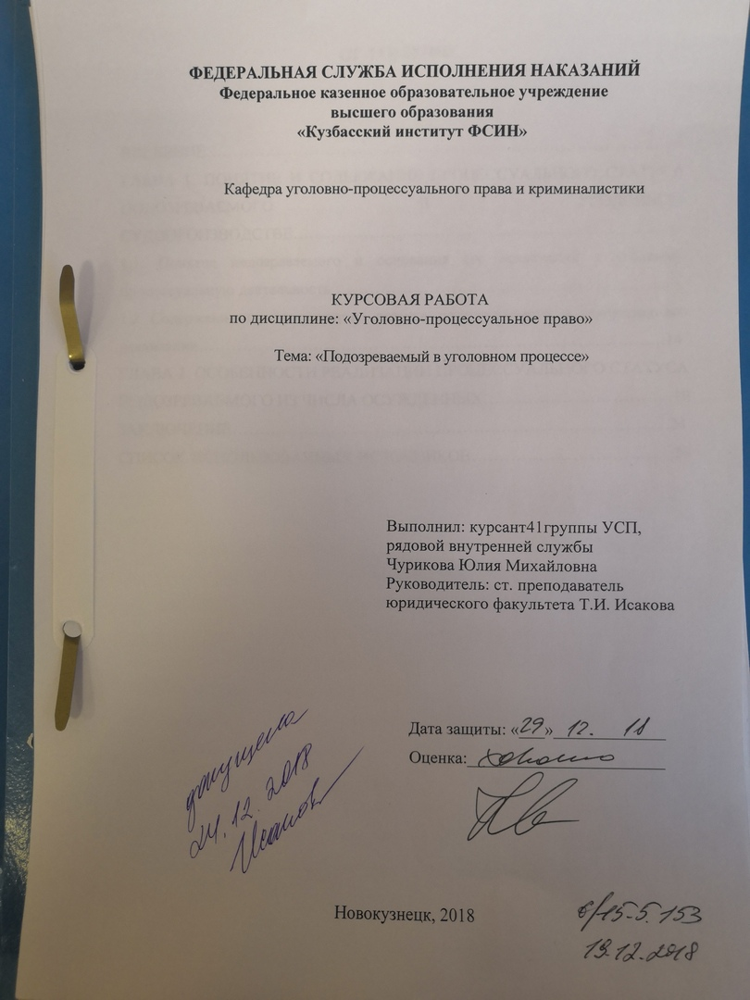 ФЕДЕРАЛЬНАЯ СЛУЖБА ИСПОЛНЕНИЯ НАКАЗАНИЙ
Федеральное казенное образовательное учреждение
высшего образования
«Кузбасский институт ФСИН»
Кафедра уголовно-процессуального права и криминалистики
КУРСОВАЯ РАБОТА
по дисциплине: «Уголовно-процессуальное право»
Тема: «Подозреваемый в уголовном процессе»
Выполнил: курсант41группы УСП,
рядовой внутренней службы
Чурикова Юлия Михайловна
Руководитель: ст. преподаватель
юридического факультета Т.И. Исакова
Дата защиты: «29» 12. 18
Оценка: хорошо
допущена
24.12.2018
Новокузнецк, 2018
б/15-5.153
19.12.2018